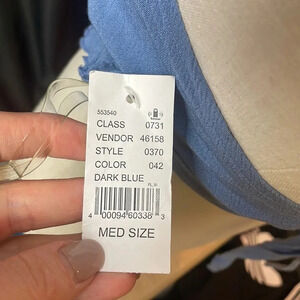 553540
CLASS 0731
VENDOR 46158
STYLE 0370
COLOR 042
DARK BLUE
4 00094 60338 3
MED SIZE